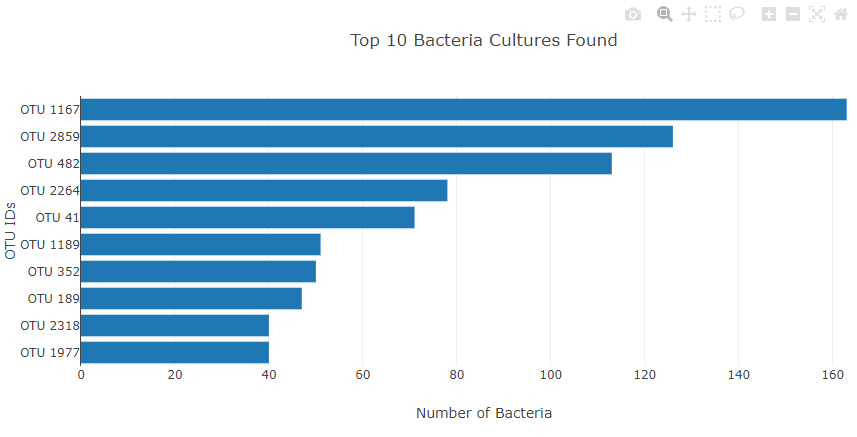 Top 10 Bacteria Cultures Found
OTU IDs
OTU 1167
OTU 2859
OTU 482
OTU 2264
OTU 41
OTU 1189
OTU 352
OTU 189
OTU 2318
OTU 1977
0 20 40 60 80 100 120 140 160
Number of Bacteria